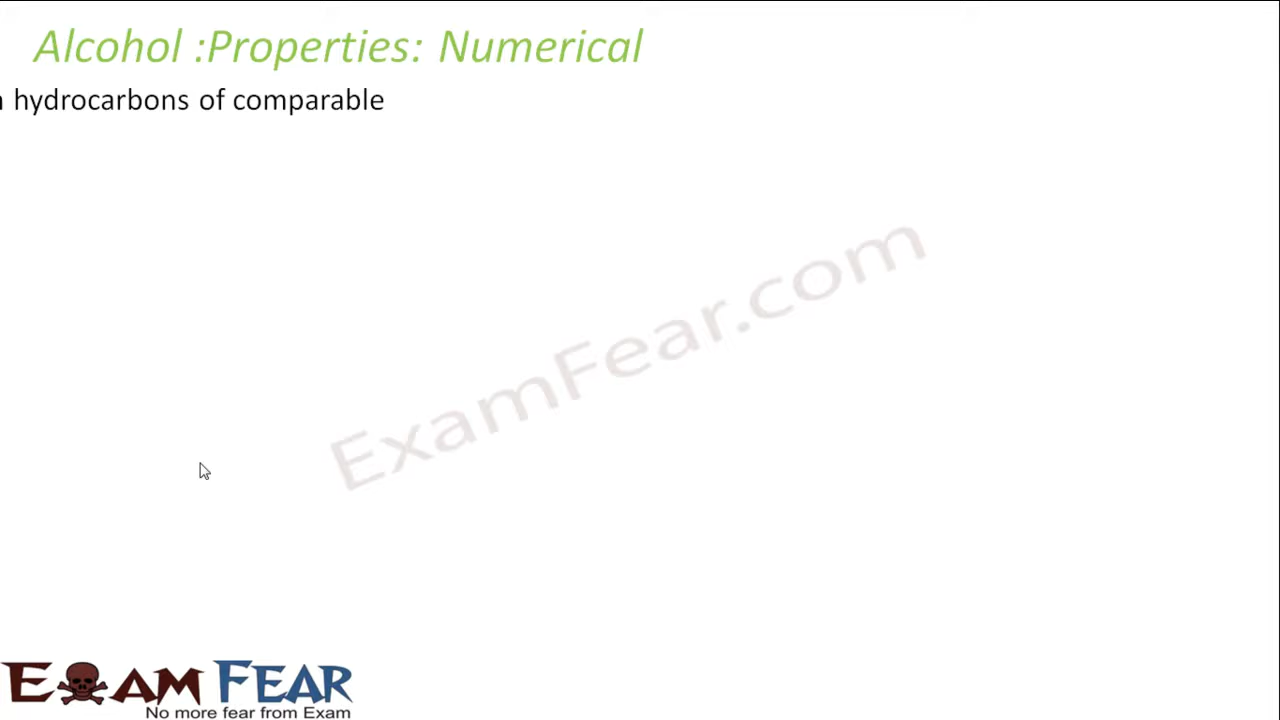 Alcohol :Properties: Numerical
hydrocarbons of comparable
ExamFear.com
EXAM FEAR
No more fear from Exam